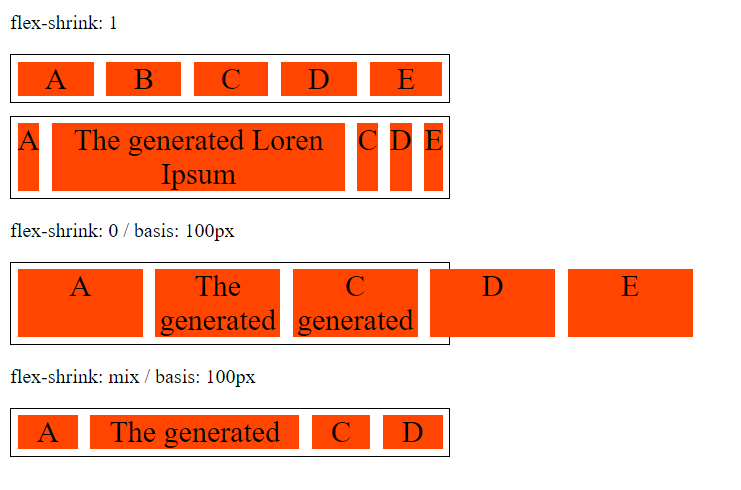 flex-shrink: 1
A B C D E
A The generated Loren C D E
Ipsum
flex-shrink: 0 / basis: 100px
A The C D E
generated generated
flex-shrink: mix / basis: 100px
A The generated C D